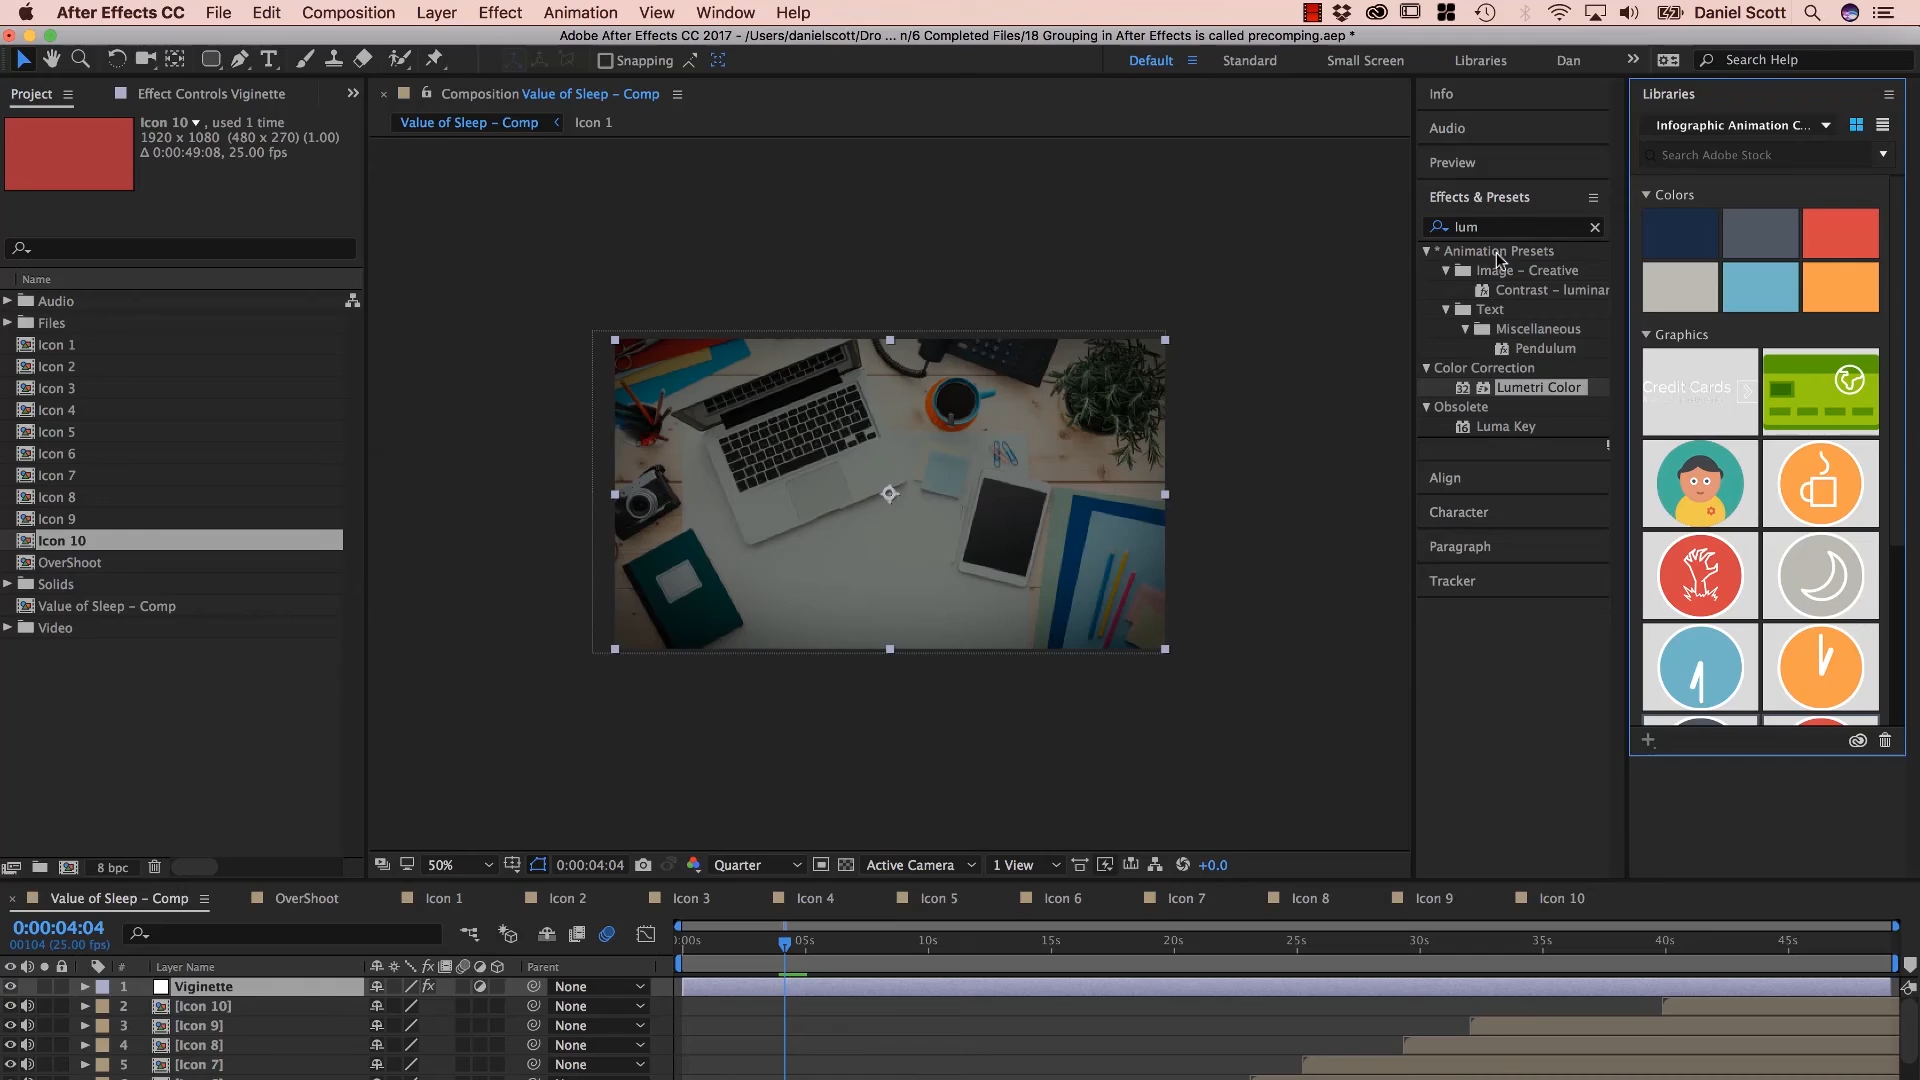 After Effects CC File Edit Composition Layer Effect Animation View Window Help Daniel Scott
Adobe After Effects CC 2017 - /Users/danielscott/Dro ... n/6 Completed Files/18 Grouping in After Effects is called precomping.aep *
Snapping Default Standard Small Screen Libraries Dan Search Help
Project Effect Controls Viginette
Icon 10 , used 1 time
1920 x 1080 (480 x 270) (1.00)
Δ 0:00:49:08, 25.00 fps
Name
Audio
Files
Icon 1
Icon 2
Icon 3
Icon 4
Icon 5
Icon 6
Icon 7
Icon 8
Icon 9
Icon 10
OverShoot
Solids
Value of Sleep – Comp
Video
8 bpc
Composition Value of Sleep – Comp
Value of Sleep – Comp Icon 1
50% 0:00:04:04 Quarter Active Camera 1 View +0.0
Info
Audio
Preview
Effects & Presets
lum
* Animation Presets
Image – Creative
Contrast – luminan
Text
Miscellaneous
Pendulum
Color Correction
32 Lumetri Color
Obsolete
16 Luma Key
Align
Character
Paragraph
Tracker
Libraries
Infographic Animation C...
Search Adobe Stock
Colors
Graphics
Credit Cards
Value of Sleep – Comp OverShoot Icon 1 Icon 2 Icon 3 Icon 4 Icon 5 Icon 6 Icon 7 Icon 8 Icon 9 Icon 10
0:00:04:04
00104 (25.00 fps)
:00s 05s 10s 15s 20s 25s 30s 35s 40s 45s
# Layer Name fx Parent
1 Viginette fx None
2 [Icon 10] None
3 [Icon 9] None
4 [Icon 8] None
5 [Icon 7] None